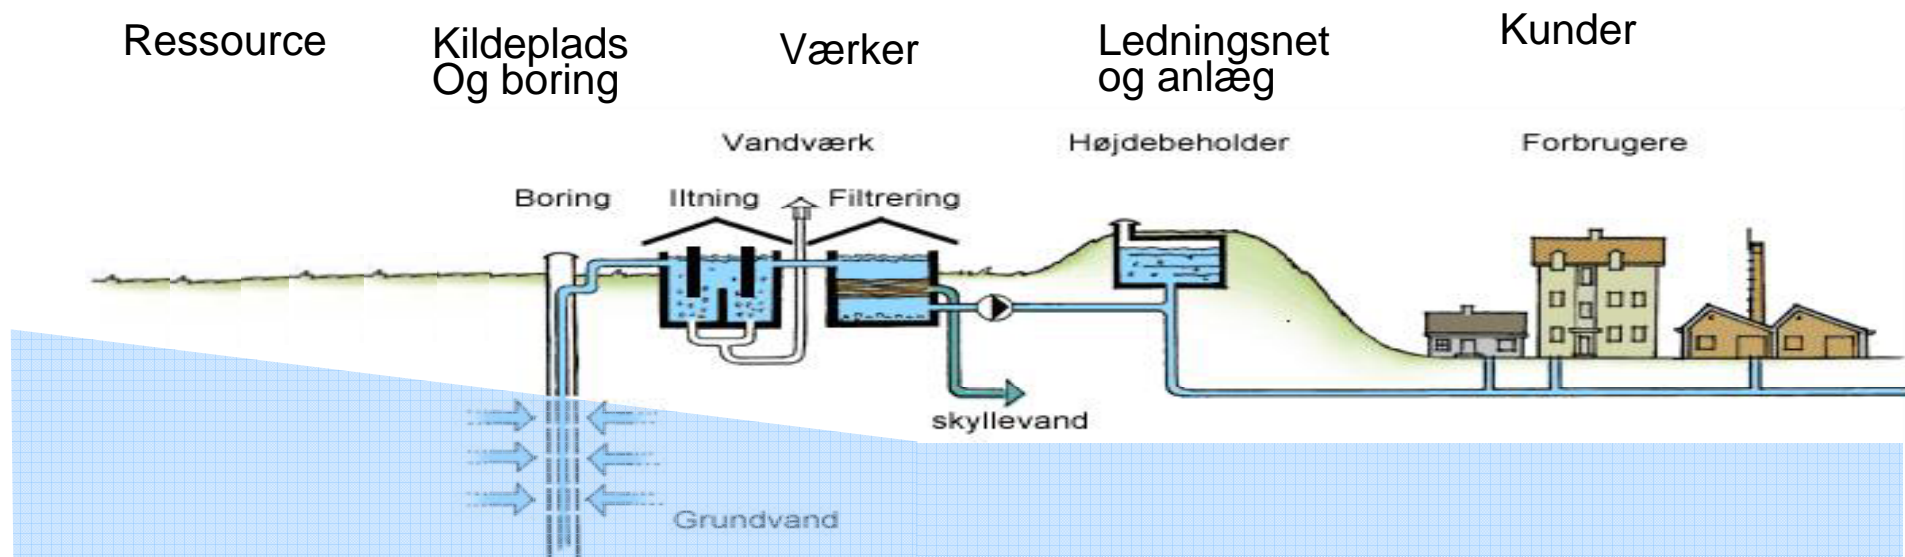 Ressource
Kildeplads
Og boring
Værker
Ledningsnet
og anlæg
Kunder
Vandværk
Højdebeholder
Forbrugere
Boring
Iltning
Filtrering
skyllevand
Grundvand